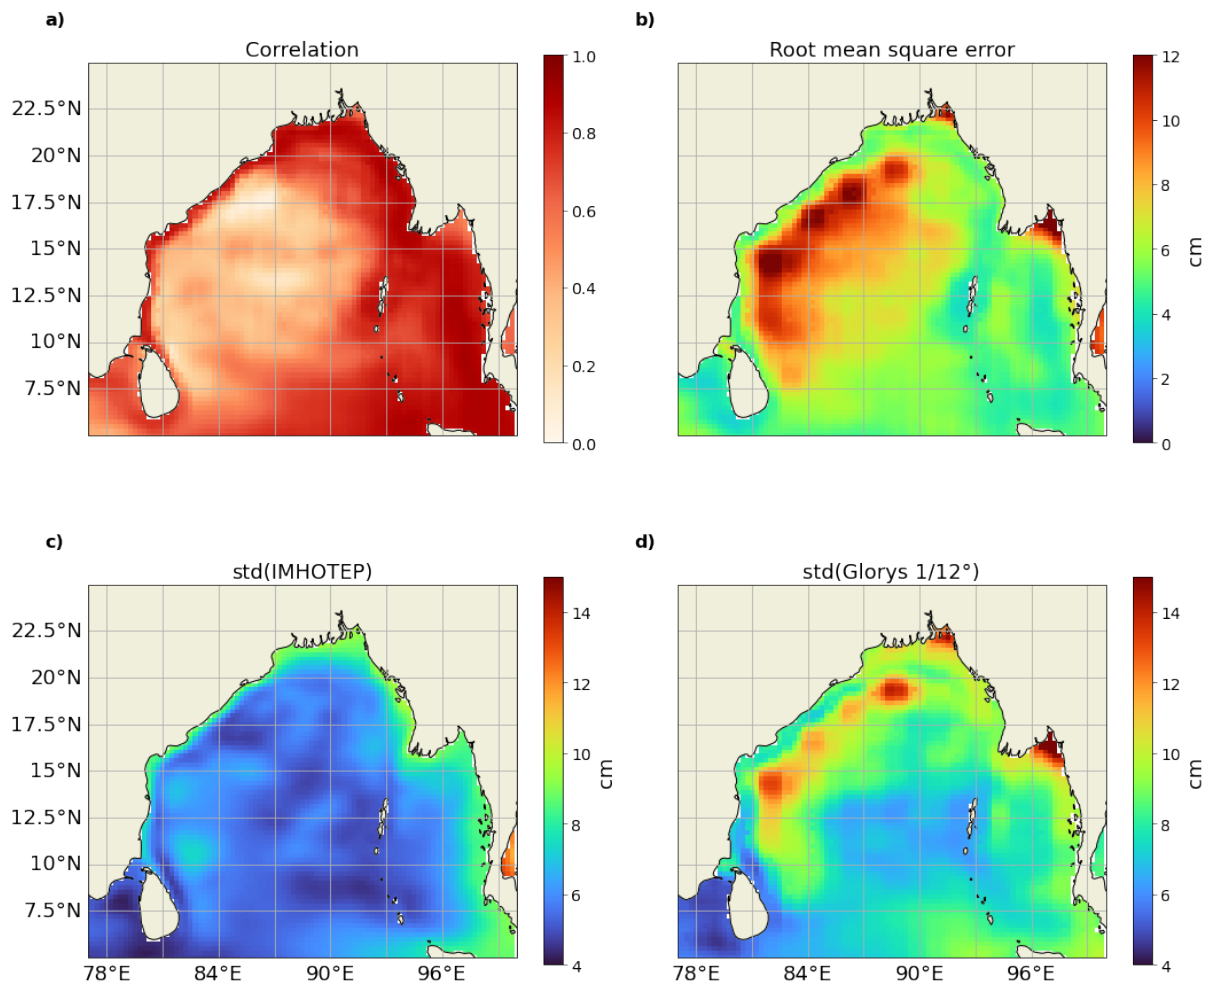 a)
Correlation
22.5°N
20°N
17.5°N
15°N
12.5°N
10°N
7.5°N
1.0
0.8
0.6
0.4
0.2
0.0
b)
Root mean square error
12
10
8
6
4
2
0
cm
c)
std(IMHOTEP)
22.5°N
20°N
17.5°N
15°N
12.5°N
10°N
7.5°N
78°E 84°E 90°E 96°E
14
12
10
8
6
4
cm
d)
std(Glorys 1/12°)
78°E 84°E 90°E 96°E
14
12
10
8
6
4
cm